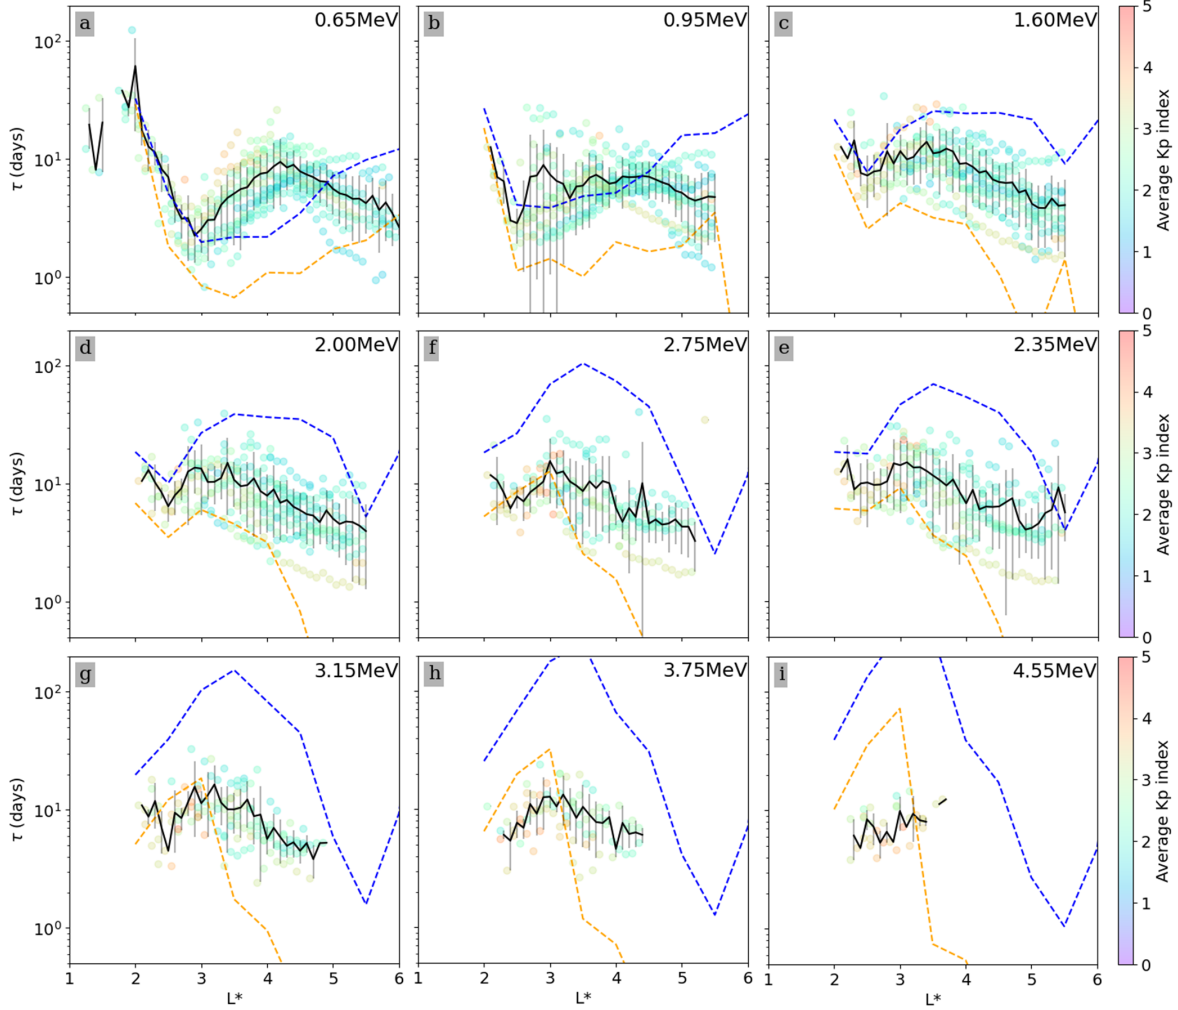 a 0.65MeV
b 0.95MeV
c 1.60MeV
10² 10¹ 10⁰
τ (days)
5 4 3 2 1 0
Average Kp index
d 2.00MeV
f 2.75MeV
e 2.35MeV
10² 10¹ 10⁰
τ (days)
5 4 3 2 1 0
Average Kp index
g 3.15MeV
h 3.75MeV
i 4.55MeV
10² 10¹ 10⁰
τ (days)
5 4 3 2 1 0
Average Kp index
1 2 3 4 5 6
1 2 3 4 5 6
1 2 3 4 5 6
L*
L*
L*